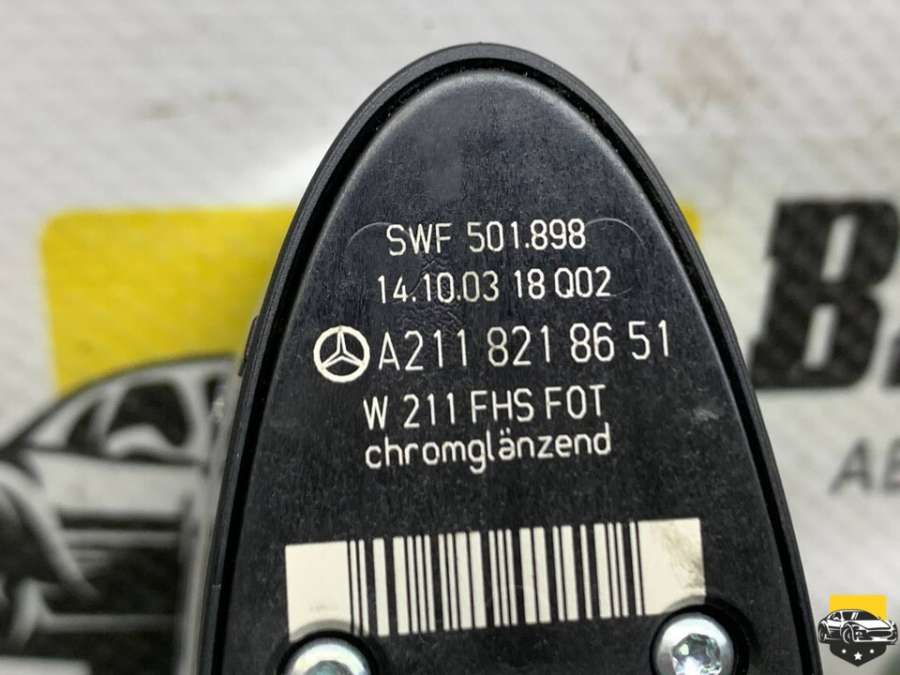 SWF 501.898
14.10.03 18 Q02
A211 821 86 51
W 211 FHS FOT
chromglänzend